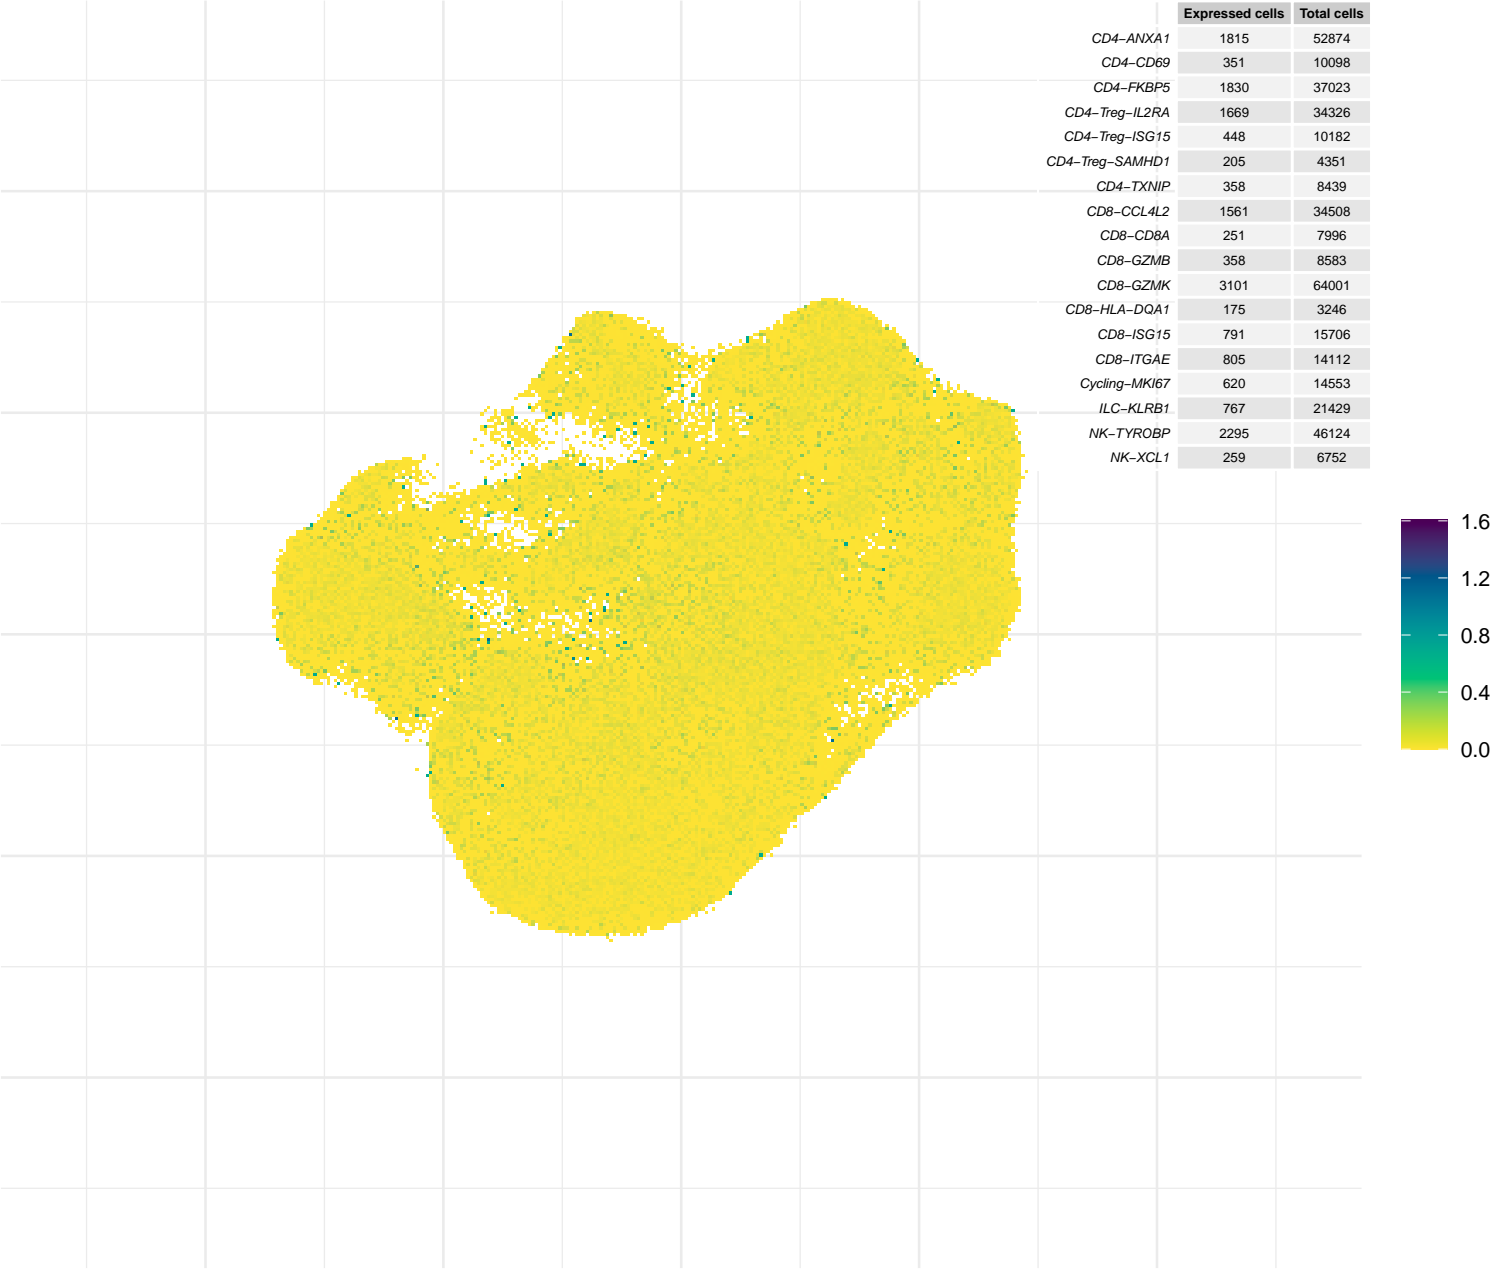 Expressed cells Total cells
CD4−ANXA1 1815 52874
CD4−CD69 351 10098
CD4−FKBP5 1830 37023
CD4−Treg−IL2RA 1669 34326
CD4−Treg−ISG15 448 10182
CD4−Treg−SAMHD1 205 4351
CD4−TXNIP 358 8439
CD8−CCL4L2 1561 34508
CD8−CD8A 251 7996
CD8−GZMB 358 8583
CD8−GZMK 3101 64001
CD8−HLA−DQA1 175 3246
CD8−ISG15 791 15706
CD8−ITGAE 805 14112
Cycling−MKI67 620 14553
ILC−KLRB1 767 21429
NK−TYROBP 2295 46124
NK−XCL1 259 6752
1.6
1.2
0.8
0.4
0.0